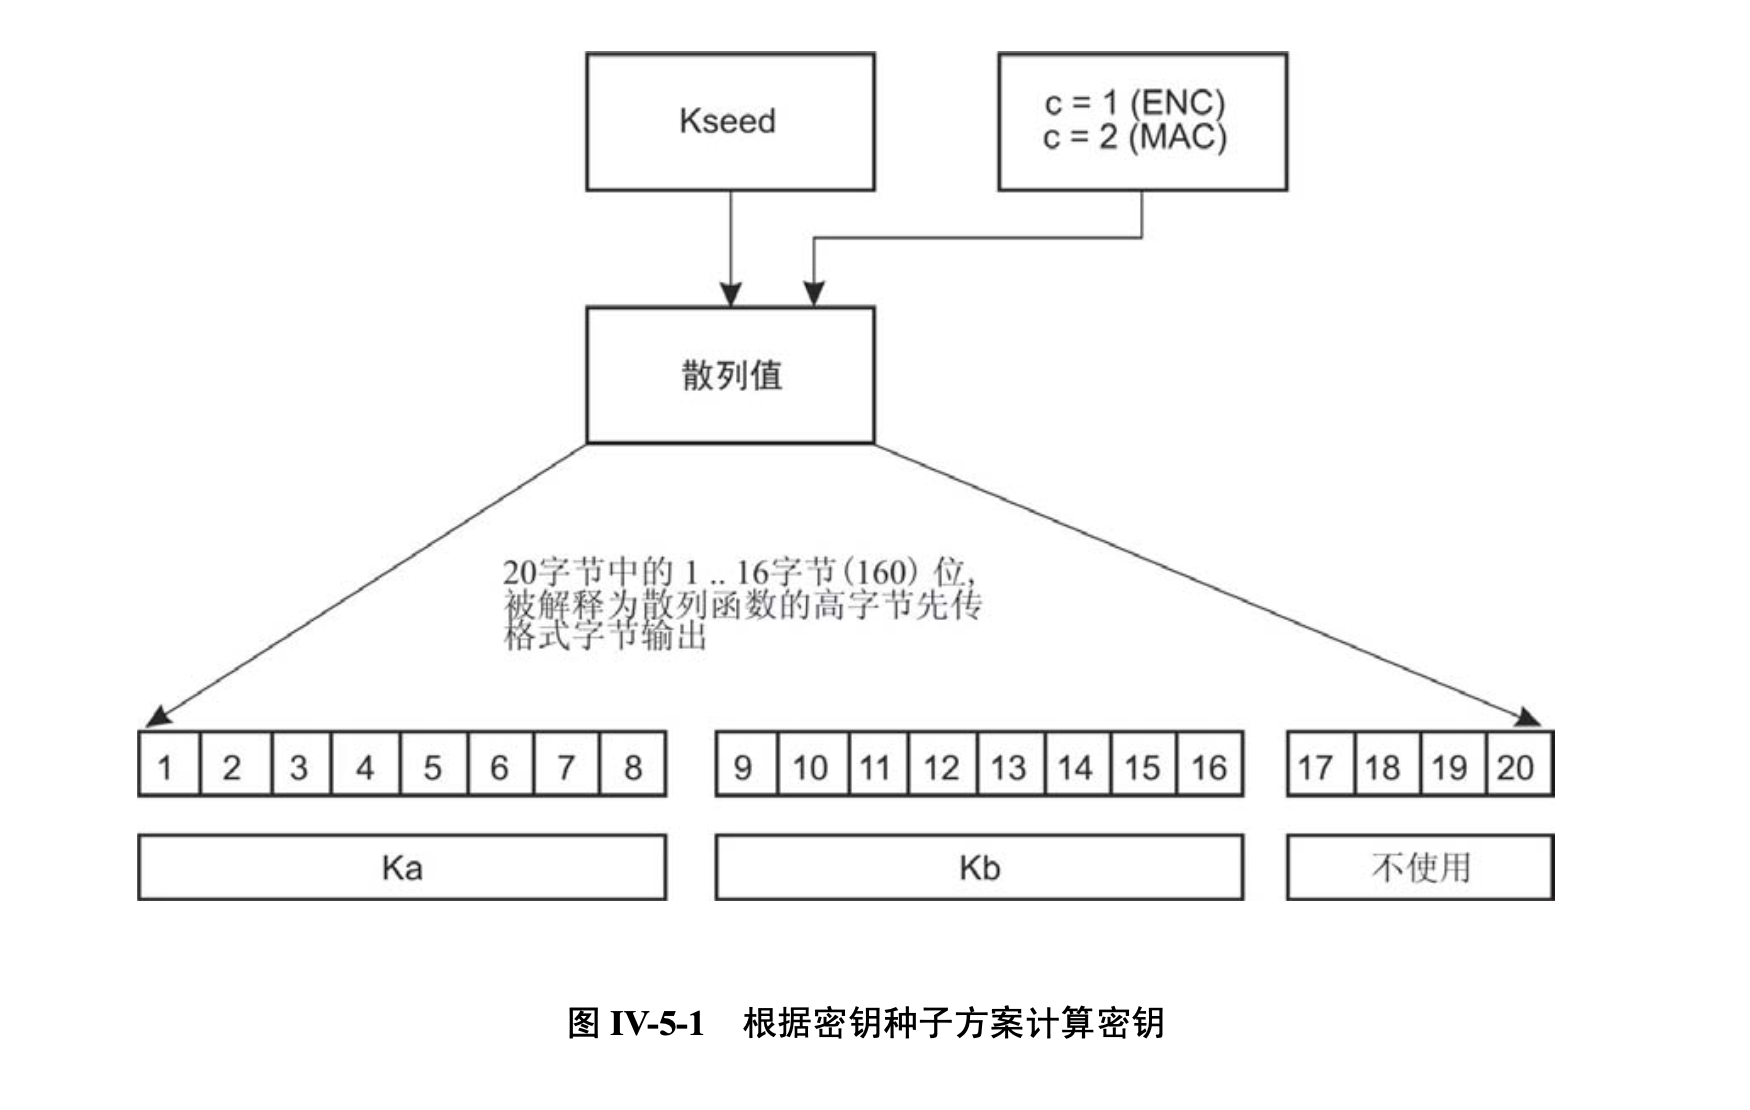 Kseed
c = 1 (ENC)
c = 2 (MAC)
散列值
20字节中的 1 .. 16字节(160) 位,
被解释为散列函数的高字节先传
格式字节输出
1 2 3 4 5 6 7 8 9 10 11 12 13 14 15 16 17 18 19 20
Ka Kb 不使用
图 IV-5-1 根据密钥种子方案计算密钥